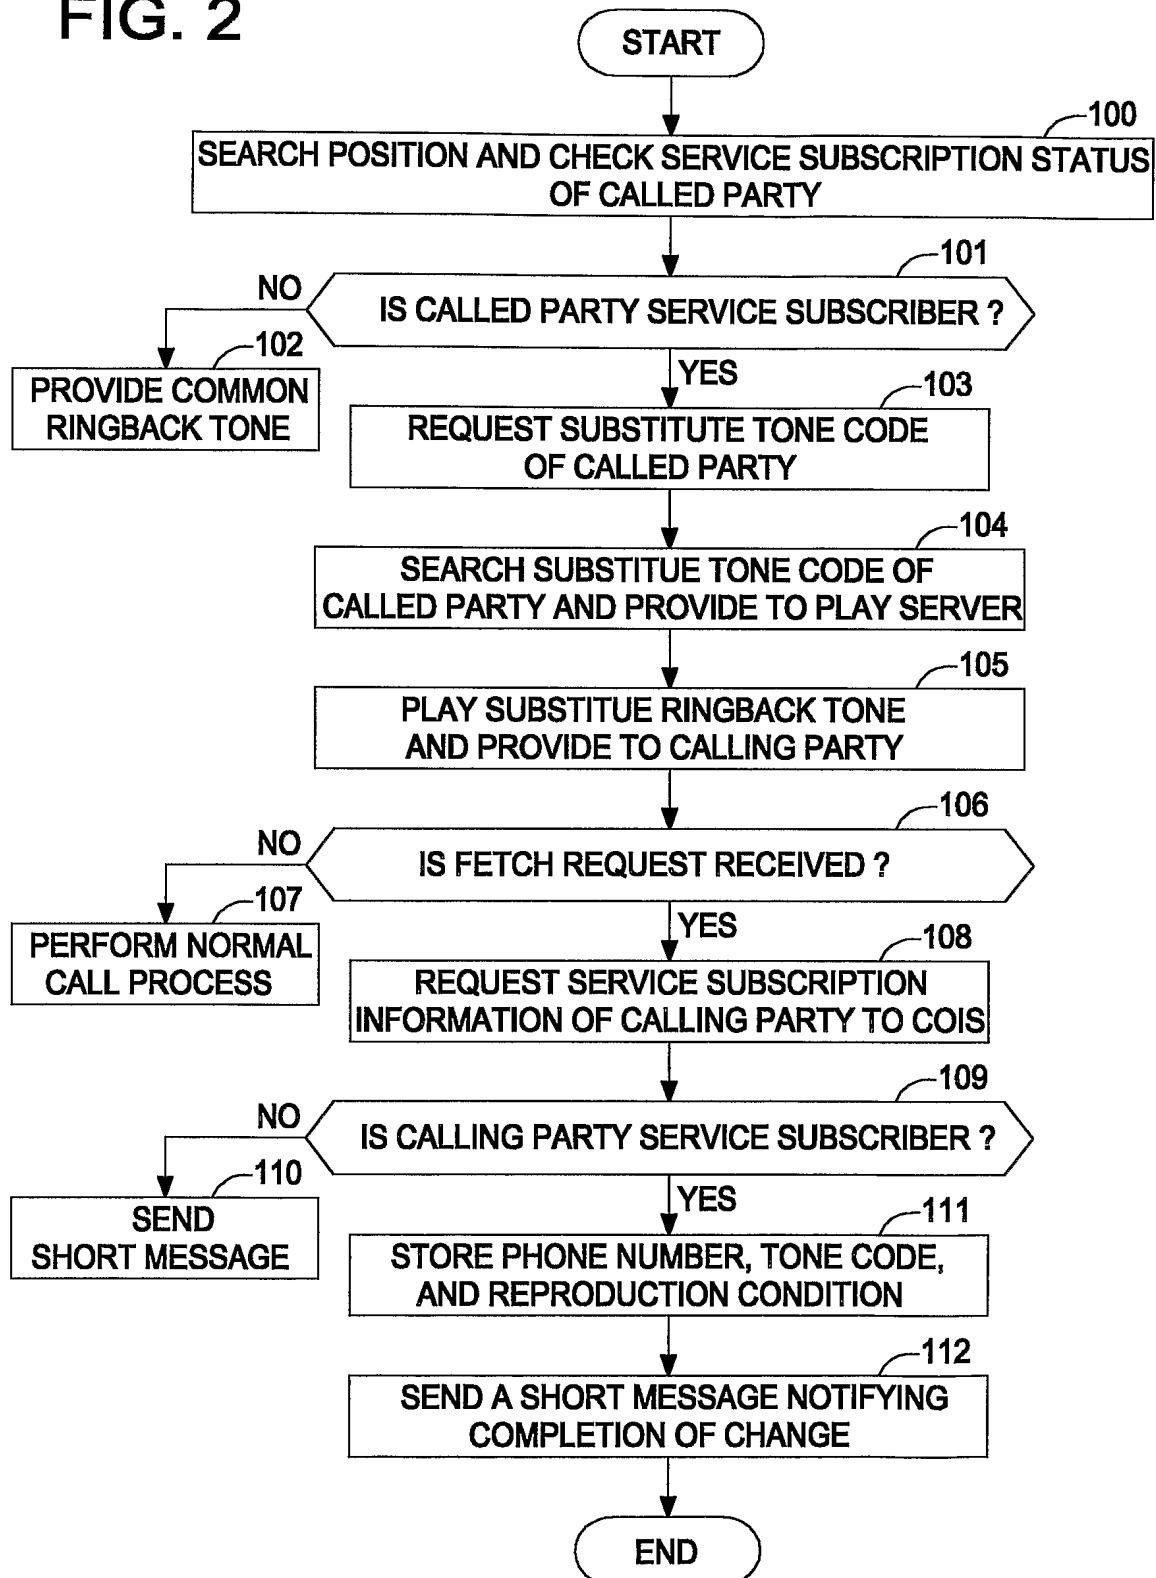 FIG. 2
START
100
SEARCH POSITION AND CHECK SERVICE SUBSCRIPTION STATUS
OF CALLED PARTY
101
NO
IS CALLED PARTY SERVICE SUBSCRIBER ?
102
YES
PROVIDE COMMON
RINGBACK TONE
103
REQUEST SUBSTITUTE TONE CODE
OF CALLED PARTY
104
SEARCH SUBSTITUE TONE CODE OF
CALLED PARTY AND PROVIDE TO PLAY SERVER
105
PLAY SUBSTITUE RINGBACK TONE
AND PROVIDE TO CALLING PARTY
106
NO
IS FETCH REQUEST RECEIVED ?
107
YES
PERFORM NORMAL
CALL PROCESS
108
REQUEST SERVICE SUBSCRIPTION
INFORMATION OF CALLING PARTY TO COIS
109
NO
IS CALLING PARTY SERVICE SUBSCRIBER ?
110
YES
SEND
SHORT MESSAGE
111
STORE PHONE NUMBER, TONE CODE,
AND REPRODUCTION CONDITION
112
SEND A SHORT MESSAGE NOTIFYING
COMPLETION OF CHANGE
END